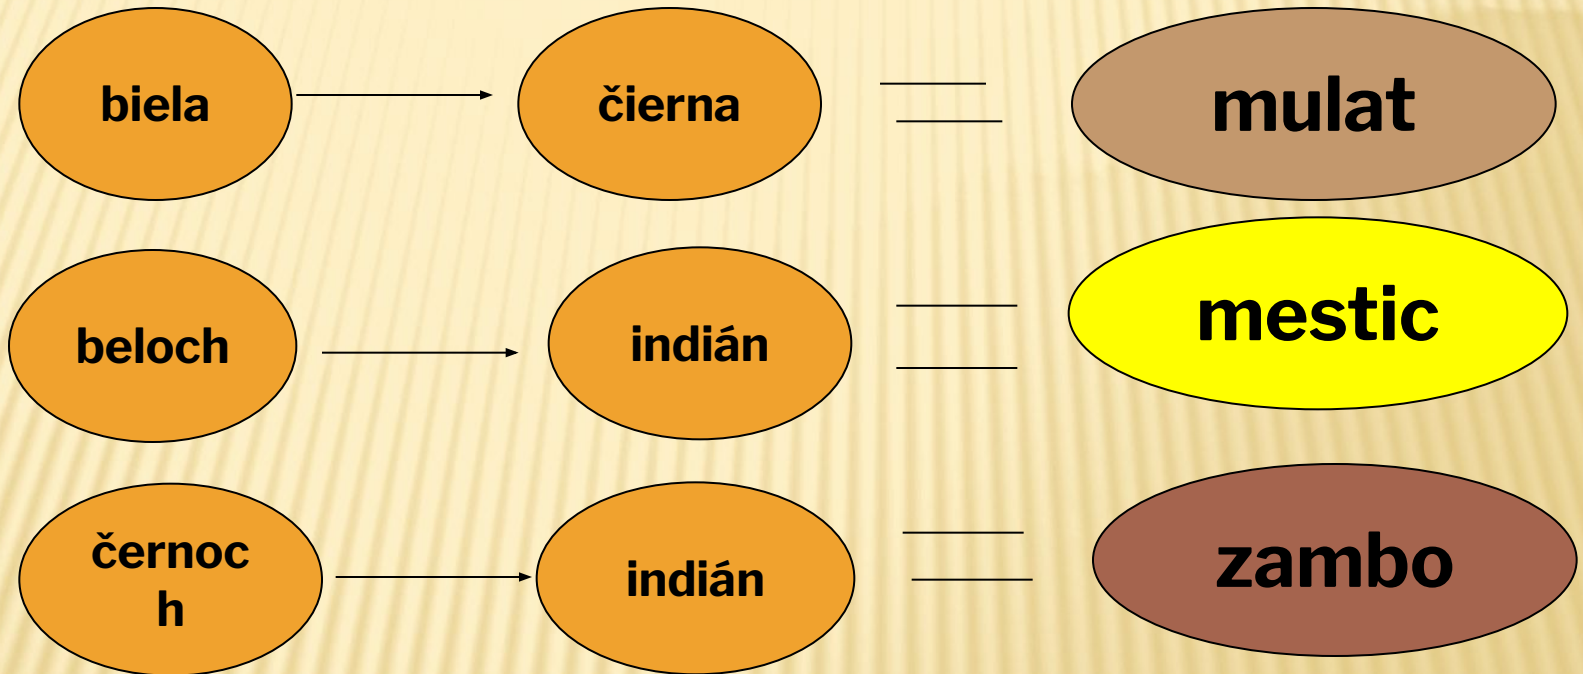 biela
čierna
mulat
beloch
indián
mestic
černoc
h
indián
zambo